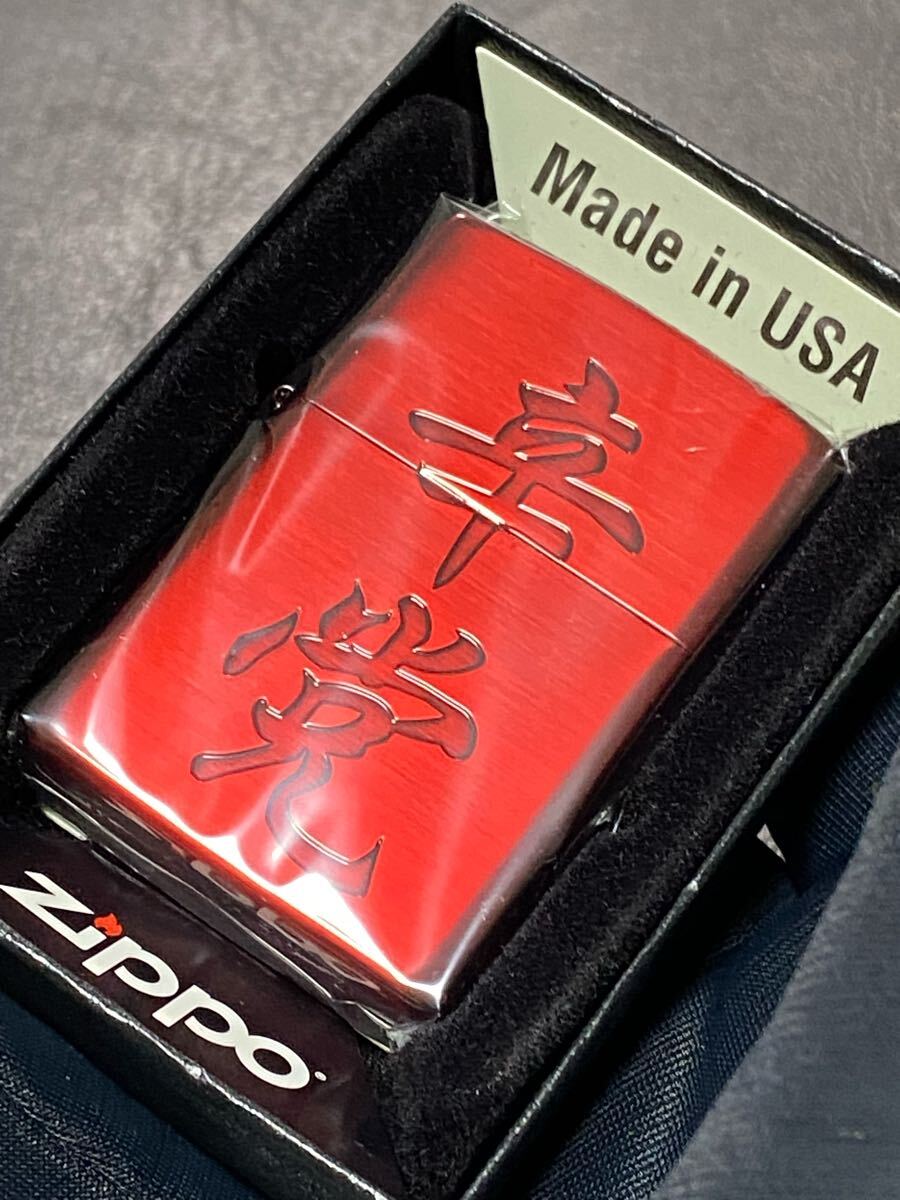 Made in USA
辛党
Zippo